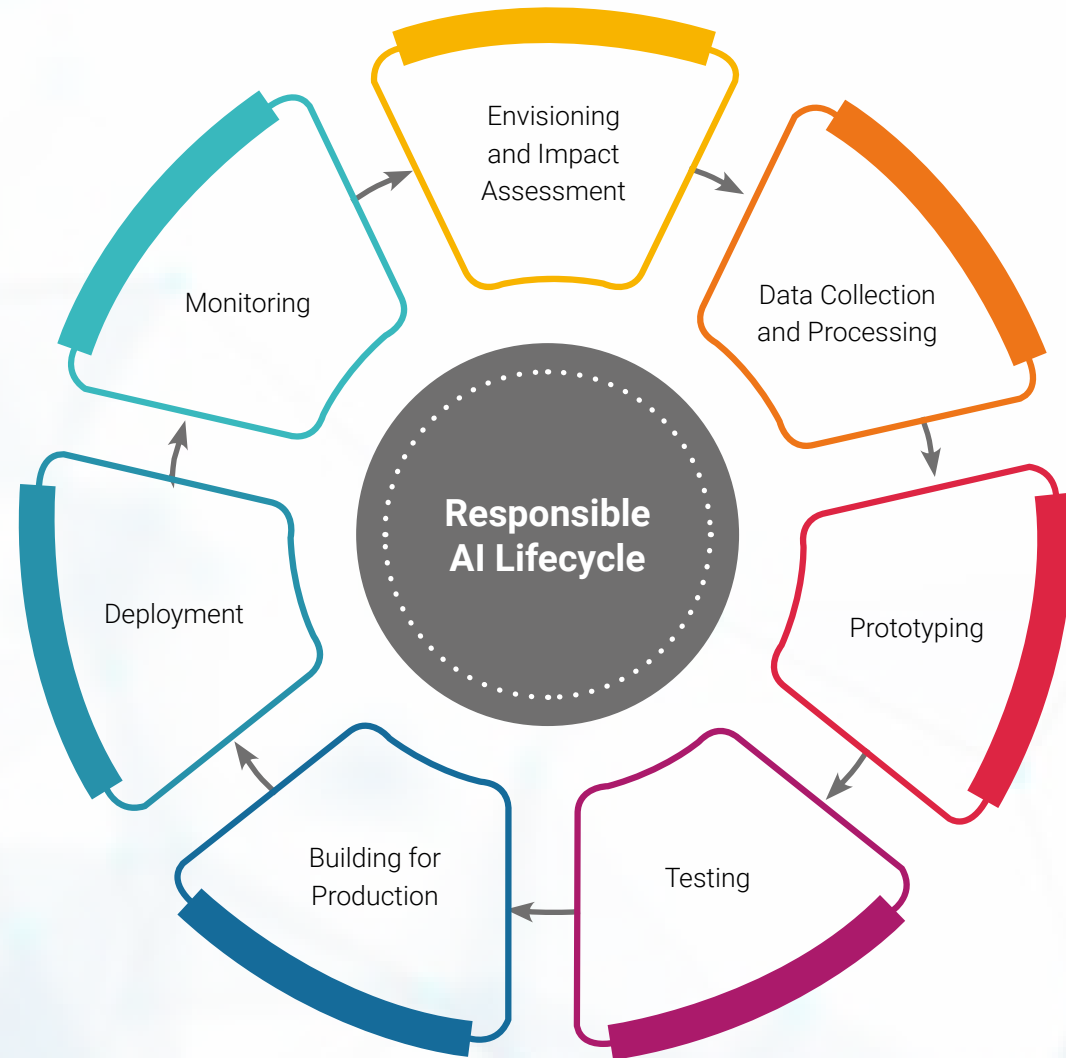 Envisioning
and Impact
Assessment
Data Collection
and Processing
Prototyping
Testing
Building for
Production
Deployment
Monitoring
Responsible
AI Lifecycle